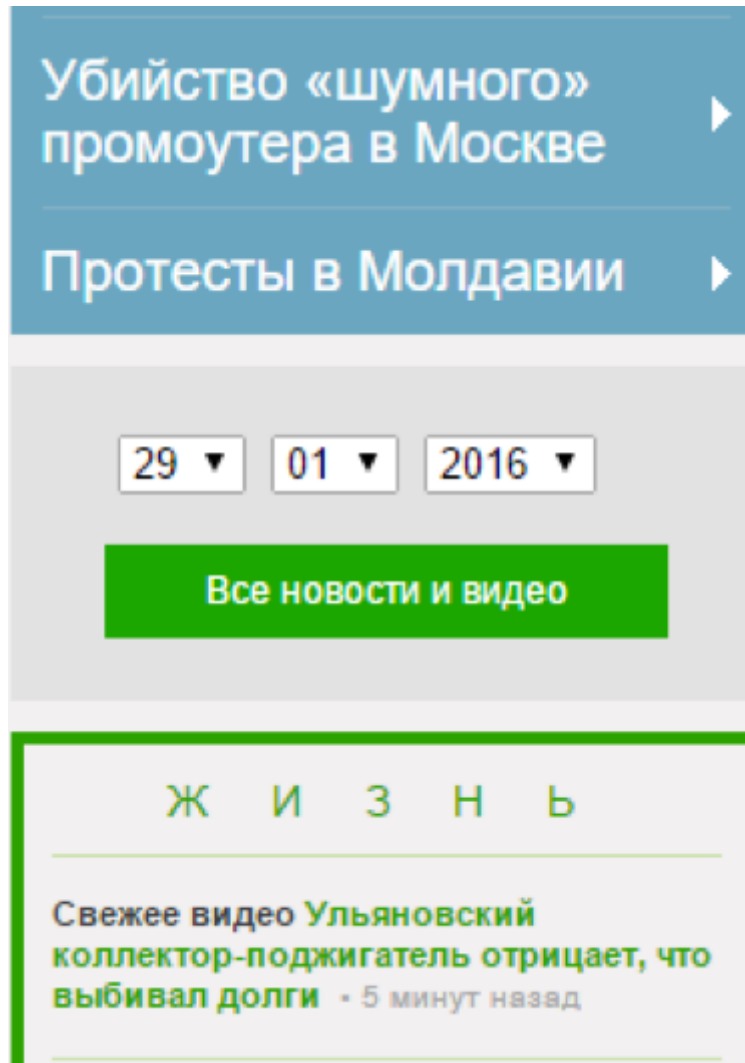 Убийство «шумного»
промоутера в Москве
Протесты в Молдавии
29 01 2016
Все новости и видео
ЖИЗНЬ
Свежее видео Ульяновский
коллектор-поджигатель отрицает, что
выбивал долги • 5 минут назад